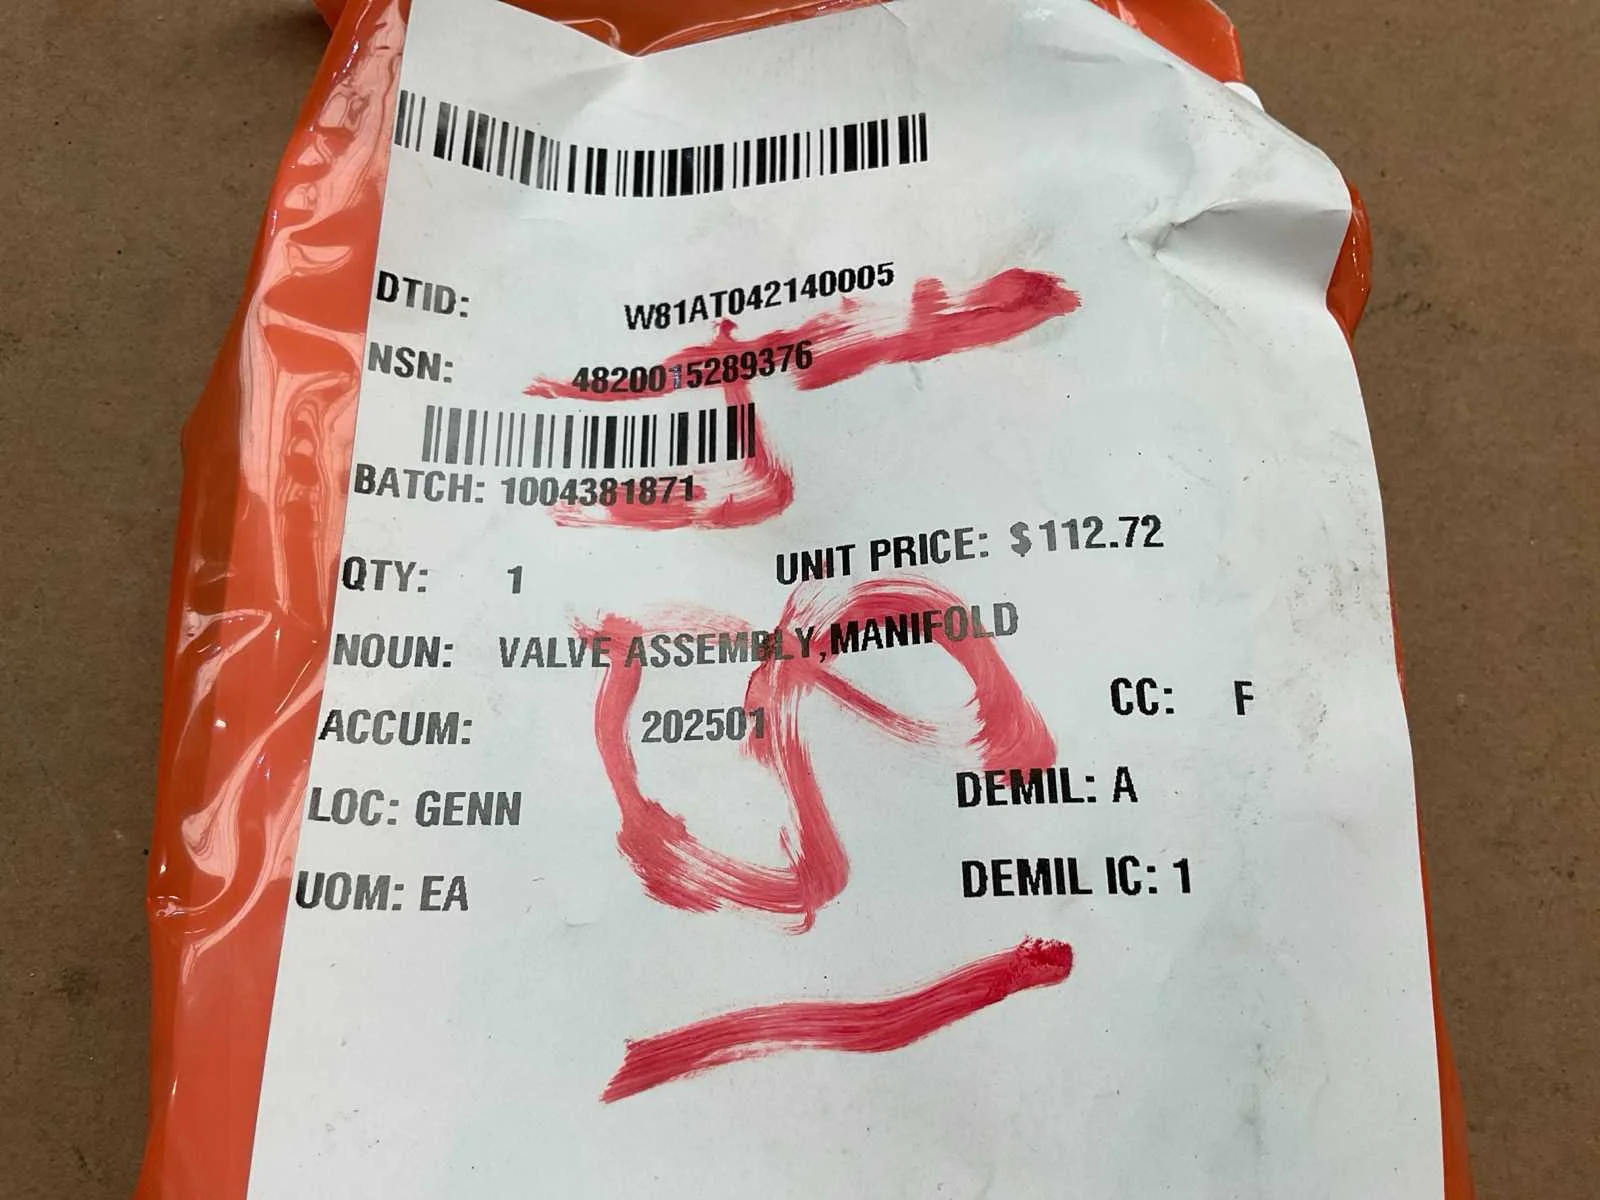 DTID: W81AT042140005
NSN: 4820015289376
BATCH: 1004381871
QTY: 1 UNIT PRICE: $112.72
NOUN: VALVE ASSEMBLY,MANIFOLD
ACCUM: 202501 CC: F
LOC: GENN DEMIL: A
UOM: EA DEMIL IC: 1